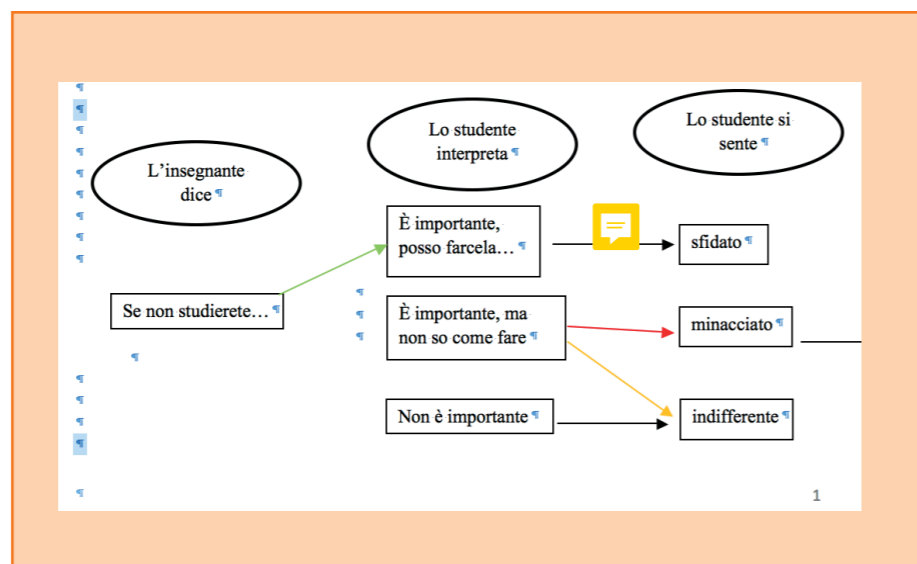 L'insegnante
dice
Lo studente
interpreta
Lo studente si
sente
Se non studierete…
È importante,
posso farcela…
sfidato
È importante, ma
non so come fare
minacciato
Non è importante
indifferente
1